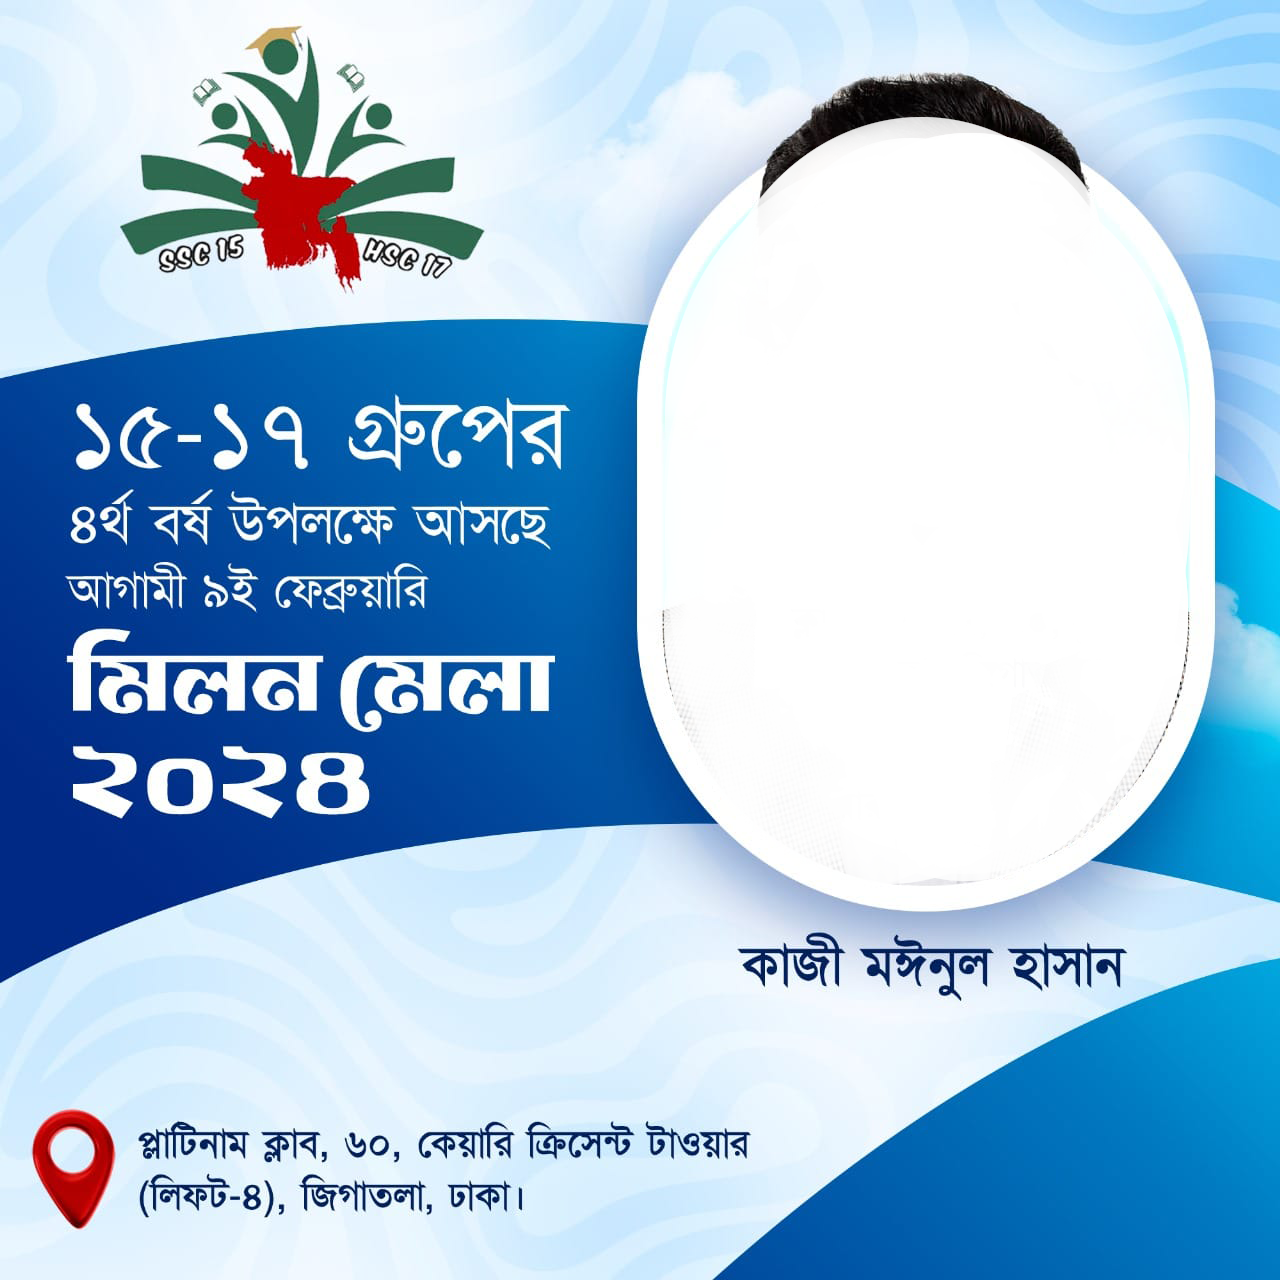 SSC 15 HSC 17
১৫-১৭ গ্রুপের
৪র্থ বর্ষ উপলক্ষে আসছে
আগামী ৯ই ফেব্রুয়ারি
মিলন মেলা
২০২৪
কাজী মঈনুল হাসান
প্লাটিনাম ক্লাব, ৬০, কেয়ারি ক্রিসেন্ট টাওয়ার
(লিফট-৪), জিগাতলা, ঢাকা।